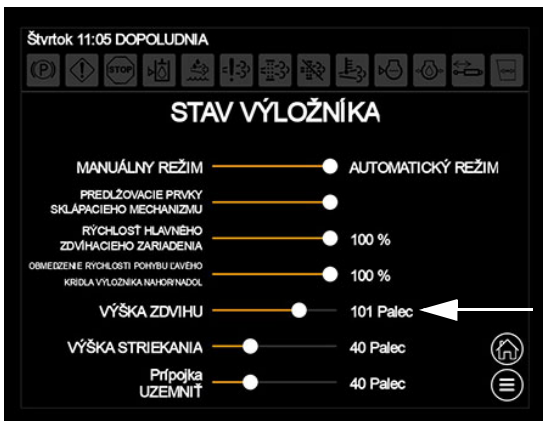 Štvrtok 11:05 DOPOLUDNIA
(P) STOP
STAV VÝLOŽNÍKA
MANUÁLNY REŽIM AUTOMATICKÝ REŽIM
PREDLŽOVACIE PRVKY
SKLÁPACIEHO MECHANIZMU
RÝCHLOSŤ HLAVNÉHO
ZDVÍHACIEHO ZARIADENIA 100 %
OBMEDZENIE RÝCHLOSTI POHYBU ĽAVÉHO
KRÍDLA VÝLOŽNÍKA NAHOR/NADOL 100 %
VÝŠKA ZDVIHU 101 Palec
VÝŠKA STRIEKANIA 40 Palec
Prípojka
UZEMNIŤ 40 Palec